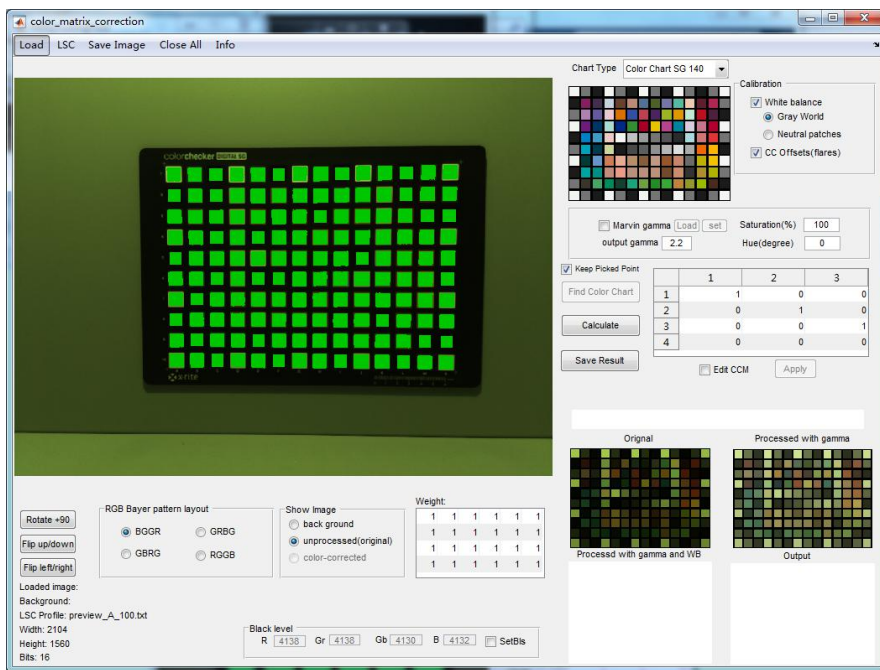 color_matrix_correction
Load LSC Save Image Close All Info
Chart Type Color Chart SG 140
Calibration
White balance
Gray World
Neutral patches
CC Offsets(flares)
colorchecker DIGITAL SG
x-rite
Marvin gamma Load set Saturation(%) 100
output gamma 2.2 Hue(degree) 0
Keep Picked Point
Find Color Chart
Calculate
Save Result
1 2 3
1 1 0 0
2 0 1 0
3 0 0 1
4 0 0 0
Edit CCM Apply
Orignal Processed with gamma
Processd with gamma and WB Output
Rotate +90
Flip up/down
Flip left/right
RGB Bayer pattern layout
BGGR GRBG
GBRG RGGB
Show Image
back ground
unprocessed(original)
color-corrected
Weight:
1 1 1 1 1 1
1 1 1 1 1 1
1 1 1 1 1 1
1 1 1 1 1 1
Loaded image:
Background:
LSC Profile: preview_A_100.txt
Width: 2104
Height: 1560
Bits: 16
Black level
R 4138 Gr 4138 Gb 4130 B 4132 SetBls